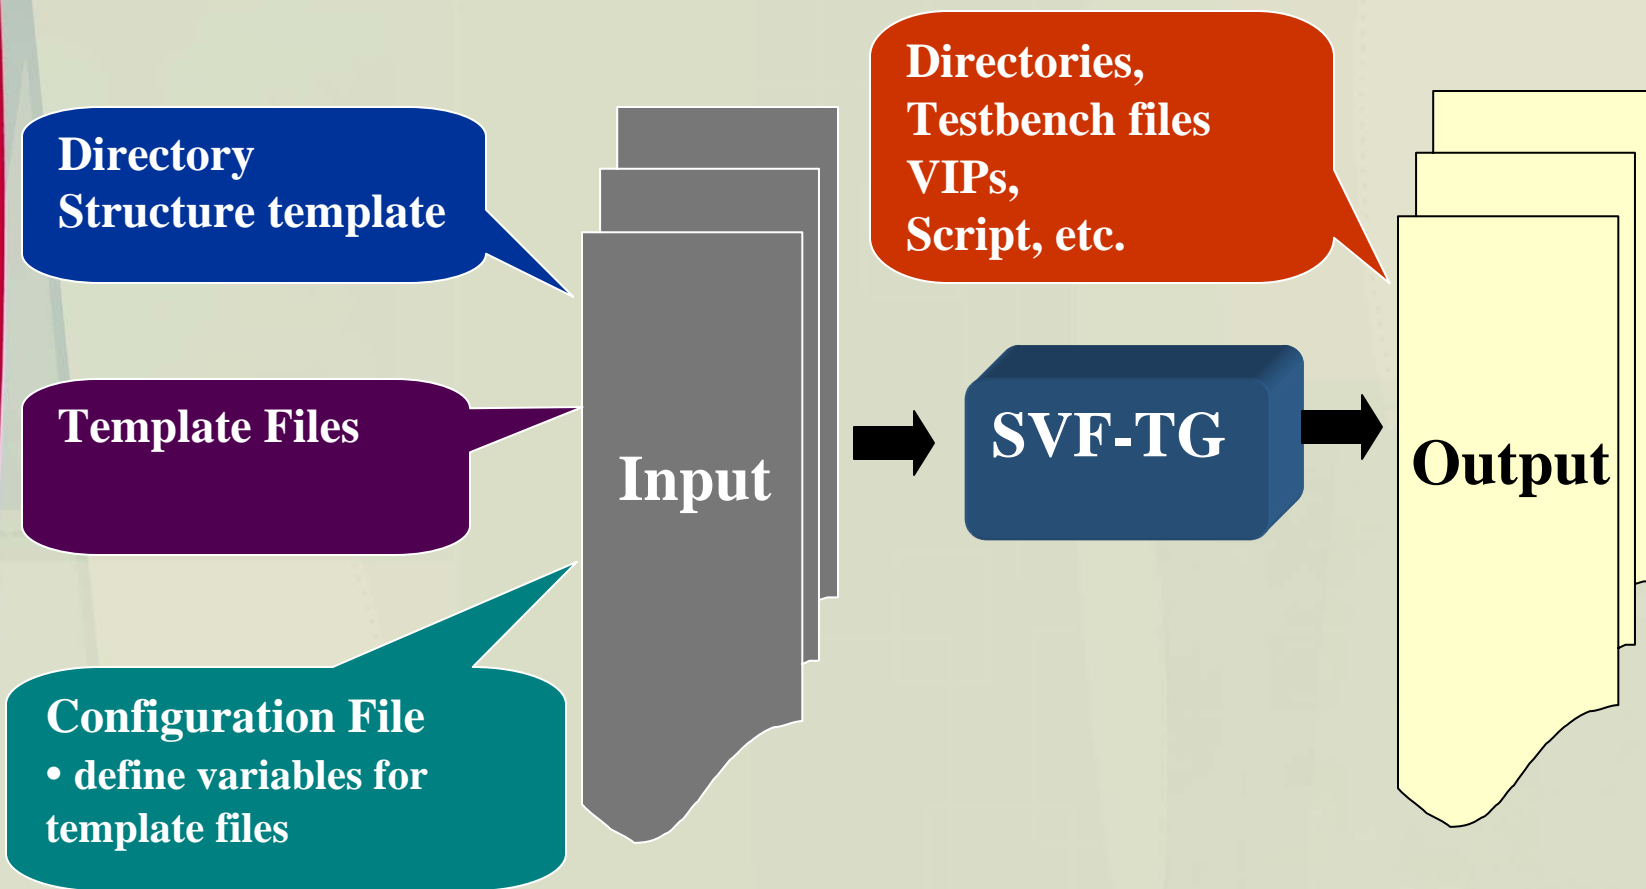 Directory
Structure template
Template Files
Configuration File
• define variables for
template files
Input
Directories,
Testbench files
VIPs,
Script, etc.
SVF-TG
Output